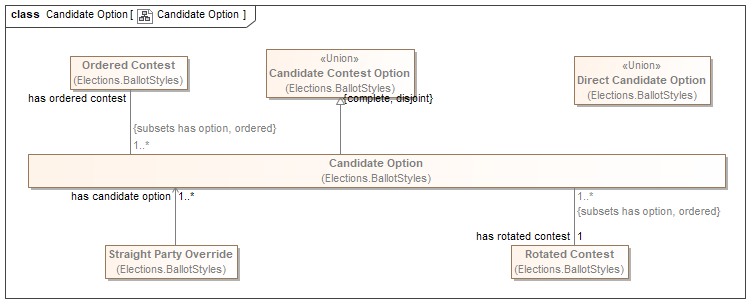 class Candidate Option [ Candidate Option ]
Ordered Contest
(Elections.BallotStyles)
«Union»
Candidate Contest Option
(Elections.BallotStyles)
«Union»
Direct Candidate Option
(Elections.BallotStyles)
has ordered contest
{complete, disjoint}
{subsets has option, ordered}
1..*
Candidate Option
(Elections.BallotStyles)
has candidate option 1..*
1..*
{subsets has option, ordered}
has rotated contest 1
Straight Party Override
(Elections.BallotStyles)
Rotated Contest
(Elections.BallotStyles)